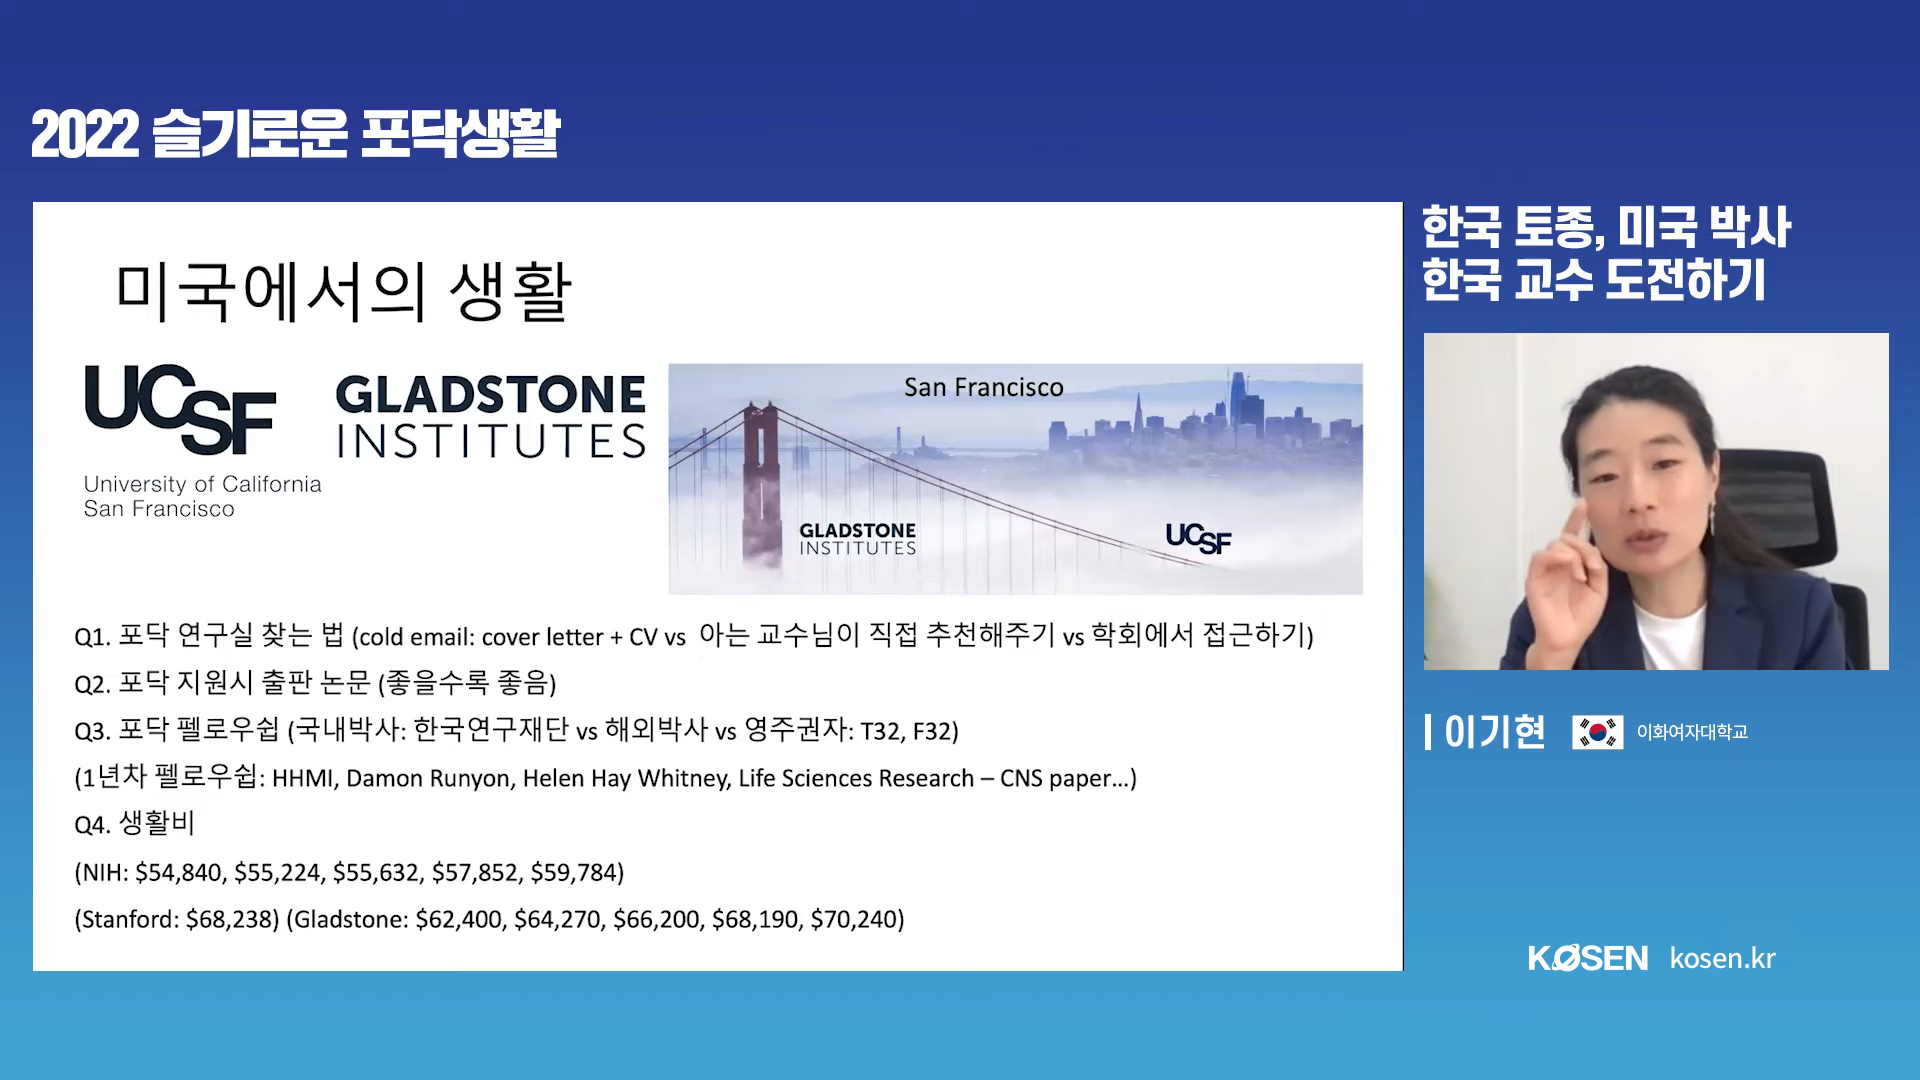 2022 슬기로운 포닥생활
미국에서의 생활
UCSF
University of California
San Francisco
GLADSTONE
INSTITUTES
San Francisco
GLADSTONE
INSTITUTES
UCSF
Q1. 포닥 연구실 찾는 법 (cold email: cover letter + CV vs 아는 교수님이 직접 추천해주기 vs 학회에서 접근하기)
Q2. 포닥 지원시 출판 논문 (좋을수록 좋음)
Q3. 포닥 펠로우쉽 (국내박사: 한국연구재단 vs 해외박사 vs 영주권자: T32, F32)
(1년차 펠로우쉽: HHMI, Damon Runyon, Helen Hay Whitney, Life Sciences Research – CNS paper...)
Q4. 생활비
(NIH: $54,840, $55,224, $55,632, $57,852, $59,784)
(Stanford: $68,238) (Gladstone: $62,400, $64,270, $66,200, $68,190, $70,240)
한국 토종, 미국 박사
한국 교수 도전하기
이기현 이화여자대학교
KOSEN kosen.kr